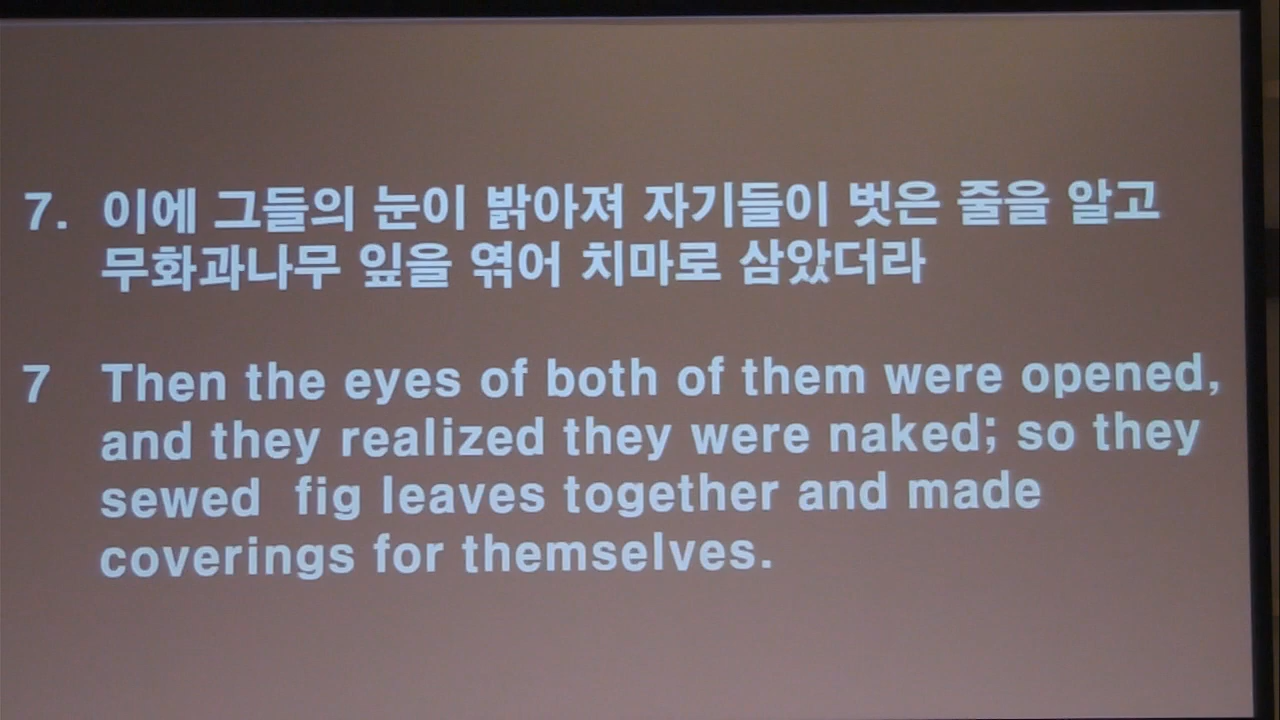 7. 이에 그들의 눈이 밝아져 자기들이 벗은 줄을 알고
무화과나무 잎을 엮어 치마로 삼았더라
7 Then the eyes of both of them were opened,
and they realized they were naked; so they
sewed fig leaves together and made
coverings for themselves.